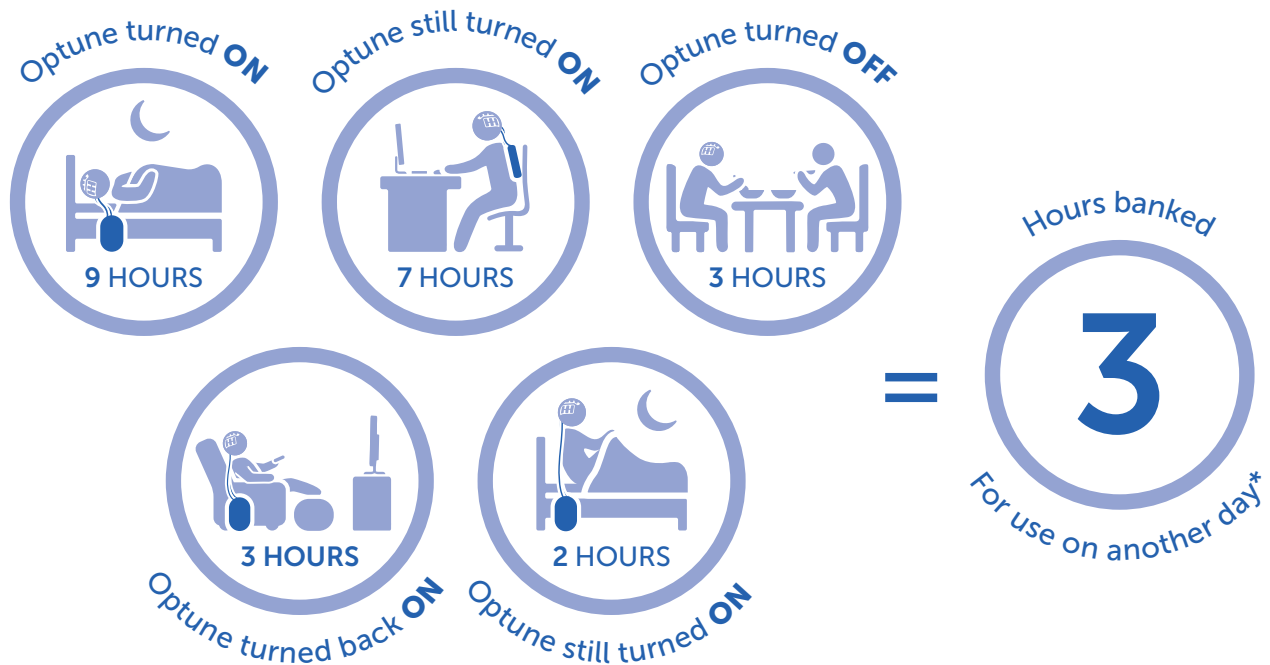 Optune turned ON
9 HOURS
Optune still turned ON
7 HOURS
Optune turned OFF
3 HOURS
3 HOURS
Optune turned back ON
2 HOURS
Optune still turned ON
=
Hours banked
3
For use on another day*